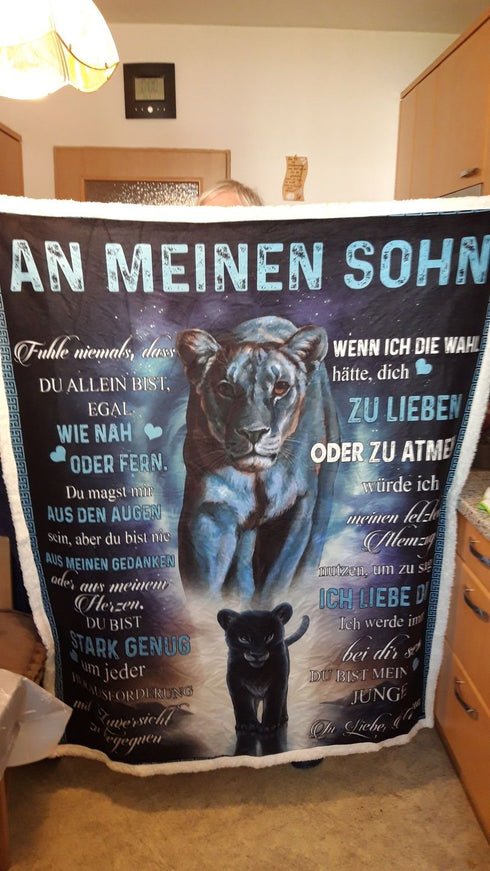 AN MEINEN SOHN
Fuhle niemals, dass
DU ALLEIN BIST,
EGAL
WIE NAH
ODER FERN.
Du magst mir
AUS DEN AUGEN
sein, aber du bist nie
AUS MEINEN GEDANKEN
oder aus meinem
Herzen.
DU BIST
STARK GENUG
um jeder
HERAUSFORDERUNG
mit Zuversicht
zu begegnen
WENN ICH DIE WAHL
hätte, dich
ZU LIEBEN
ODER ZU ATME
würde ich
meinen
nutzen, um zu
ICH LIEBE D
Ich werde
bei dir
DU BIST MEIN
JUNGE
In Liebe,